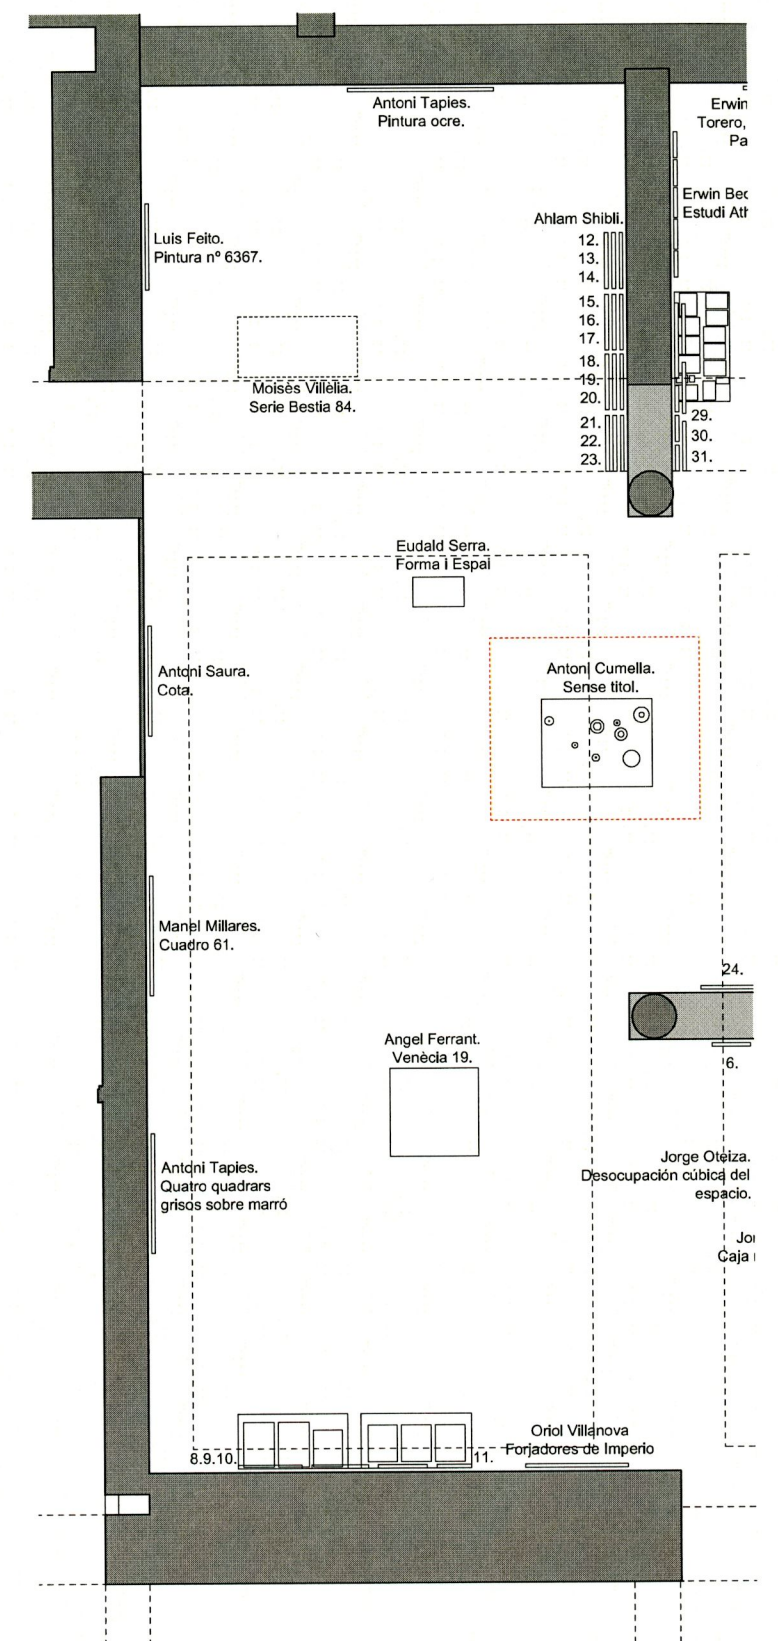 Antoni Tapies.
Pintura ocre.
Erwin
Torero,
Pa
Erwin Bec
Estudi Ath
Luis Feito.
Pintura nº 6367.
Ahlam Shibli.
12.
13.
14.
15.
16.
17.
18.
19.
20.
21.
22.
23.
29.
30.
31.
Moisès Villèlia.
Serie Bestia 84.
Eudald Serra.
Forma i Espai
Antoni Saura.
Cota.
Antoni Cumella.
Sense titol.
Manel Millares.
Cuadro 61.
24.
6.
Angel Ferrant.
Venècia 19.
Antoni Tapies.
Quatro quadrars
grisos sobre marró
Jorge Oteiza.
Desocupación cúbica del
espacio.
Jor
Caja
8.9.10.
11.
Oriol Villanova
Forjadores de Imperio